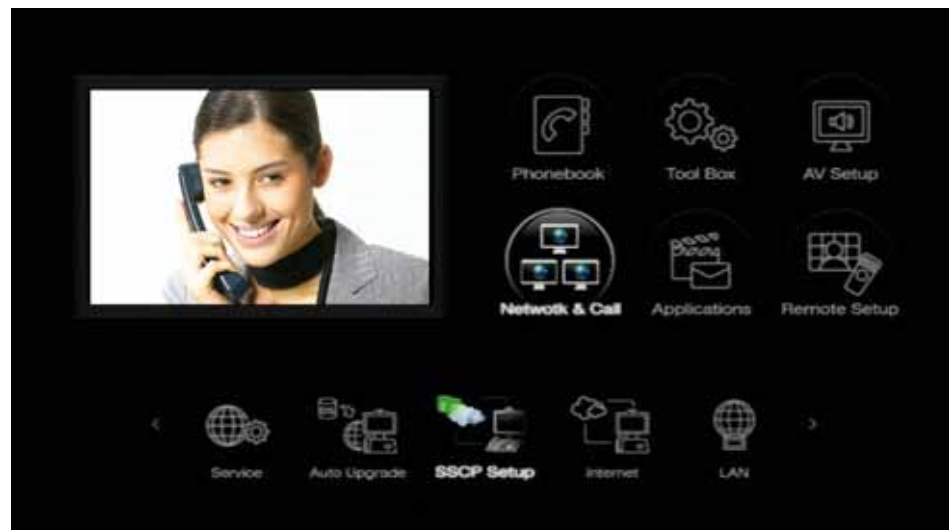 Phonebook Tool Box AV Setup
Netwotk & Call Applications Remote Setup
Service Auto Upgrade SSCP Setup Internet LAN